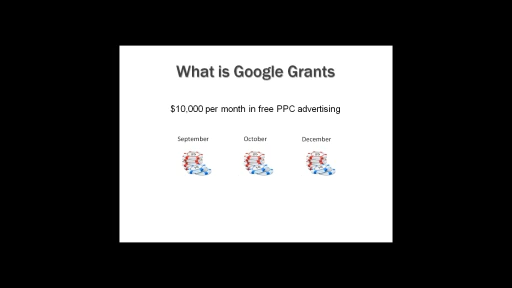 What is Google Grants
$10,000 per month in free PPC advertising
September October December